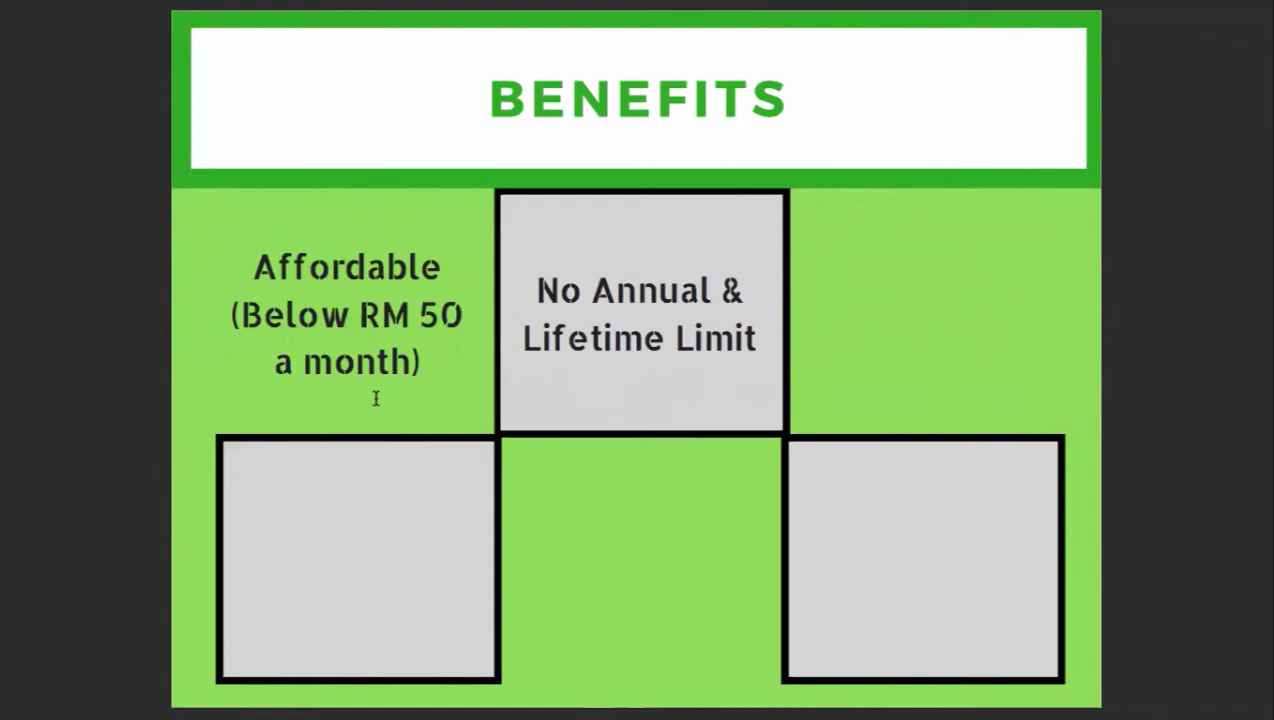 BENEFITS
Affordable
(Below RM 50
a month)
No Annual &
Lifetime Limit